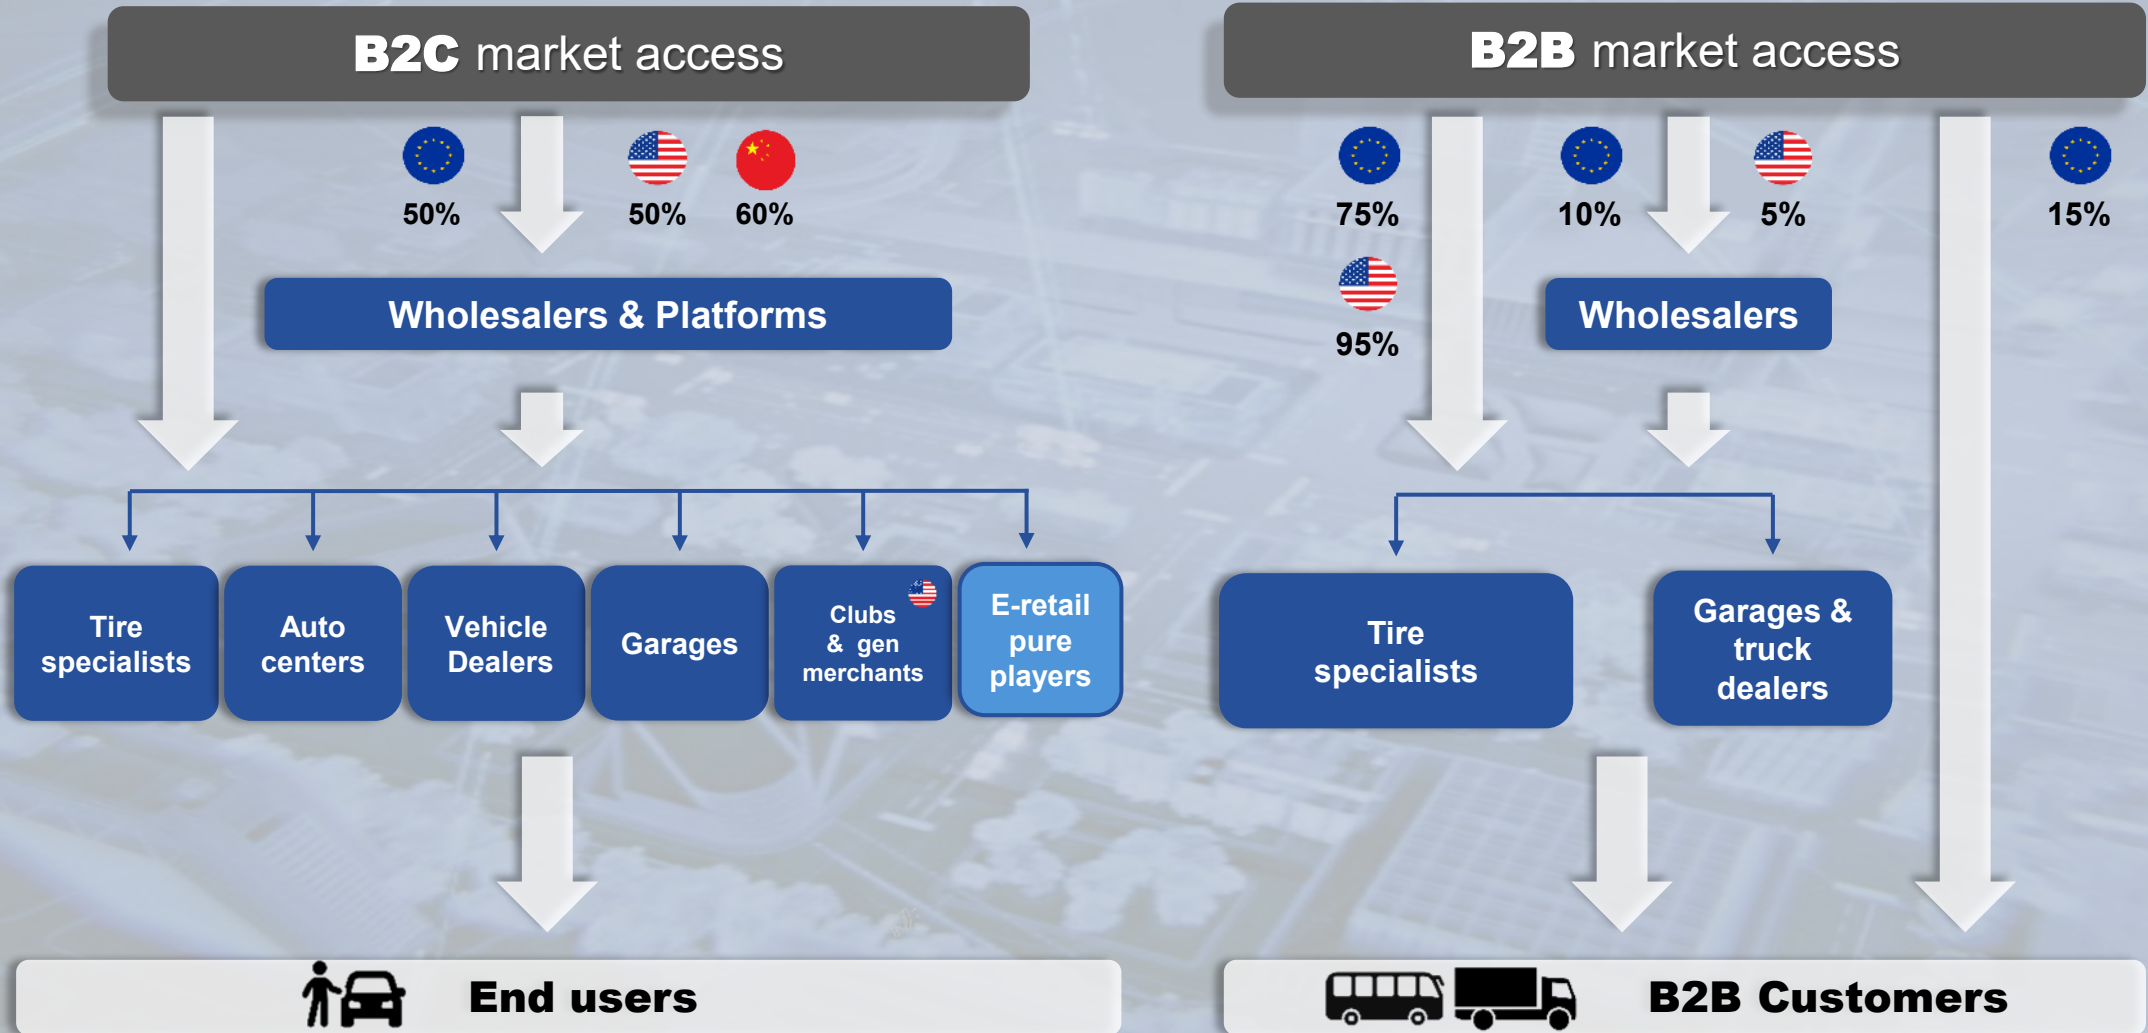 B2C market access
50%
50%
60%
Wholesalers & Platforms
Tire
specialists
Auto
centers
Vehicle
Dealers
Garages
Clubs
& gen
merchants
E-retail
pure
players
End users
B2B market access
75%
10%
5%
15%
95%
Wholesalers
Tire
specialists
Garages &
truck
dealers
B2B Customers